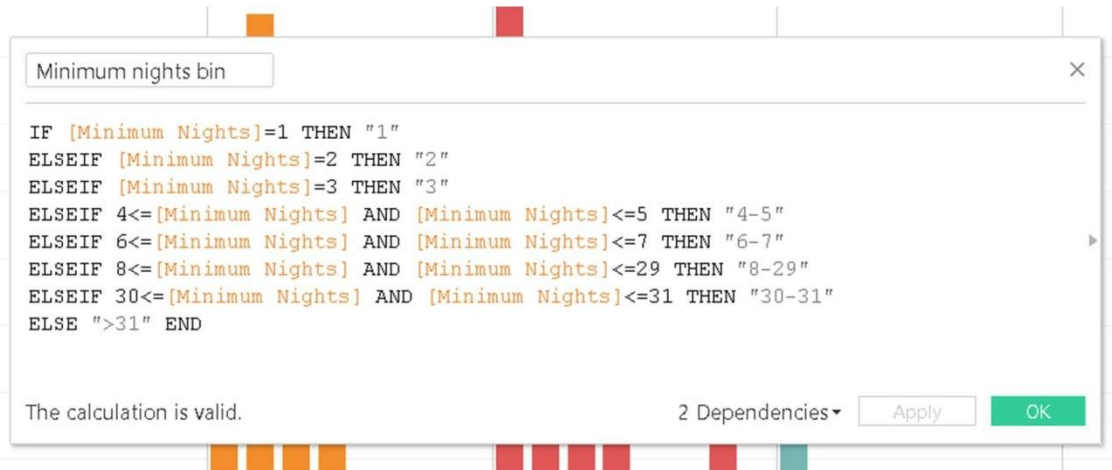 Minimum nights bin
IF [Minimum Nights]=1 THEN "1"
ELSEIF [Minimum Nights]=2 THEN "2"
ELSEIF [Minimum Nights]=3 THEN "3"
ELSEIF 4<=[Minimum Nights] AND [Minimum Nights]<=5 THEN "4-5"
ELSEIF 6<=[Minimum Nights] AND [Minimum Nights]<=7 THEN "6-7"
ELSEIF 8<=[Minimum Nights] AND [Minimum Nights]<=29 THEN "8-29"
ELSEIF 30<=[Minimum Nights] AND [Minimum Nights]<=31 THEN "30-31"
ELSE ">31" END
The calculation is valid. 2 Dependencies Apply OK